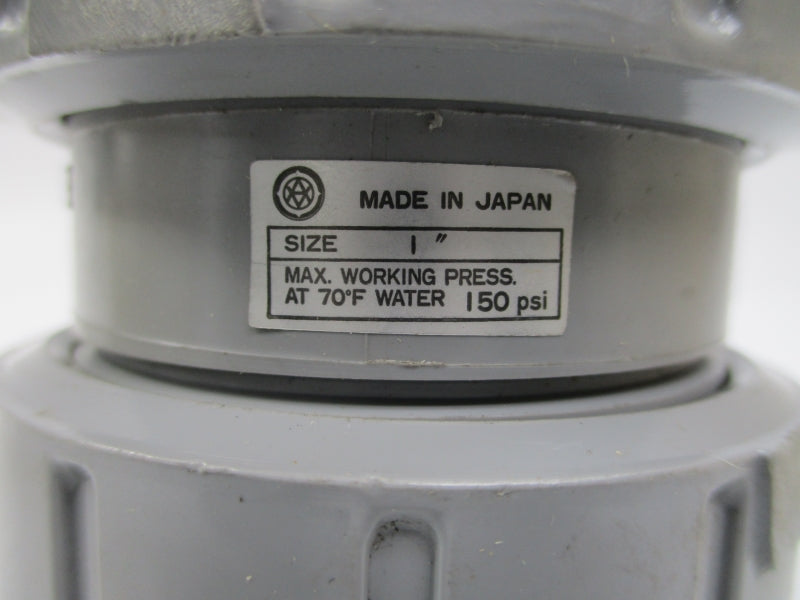 MADE IN JAPAN
SIZE 1"
MAX. WORKING PRESS.
AT 70°F WATER 150 psi